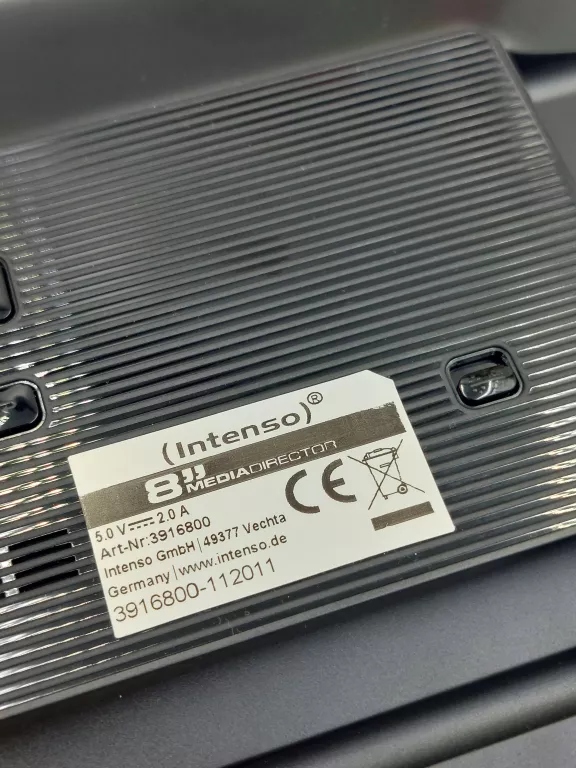 (Intenso)®
8" MEDIADIRECTOR
5.0 V⎓2.0 A
Art-Nr:3916800
Intenso GmbH|49377 Vechta
Germany|www.intenso.de
3916800-112011
CE